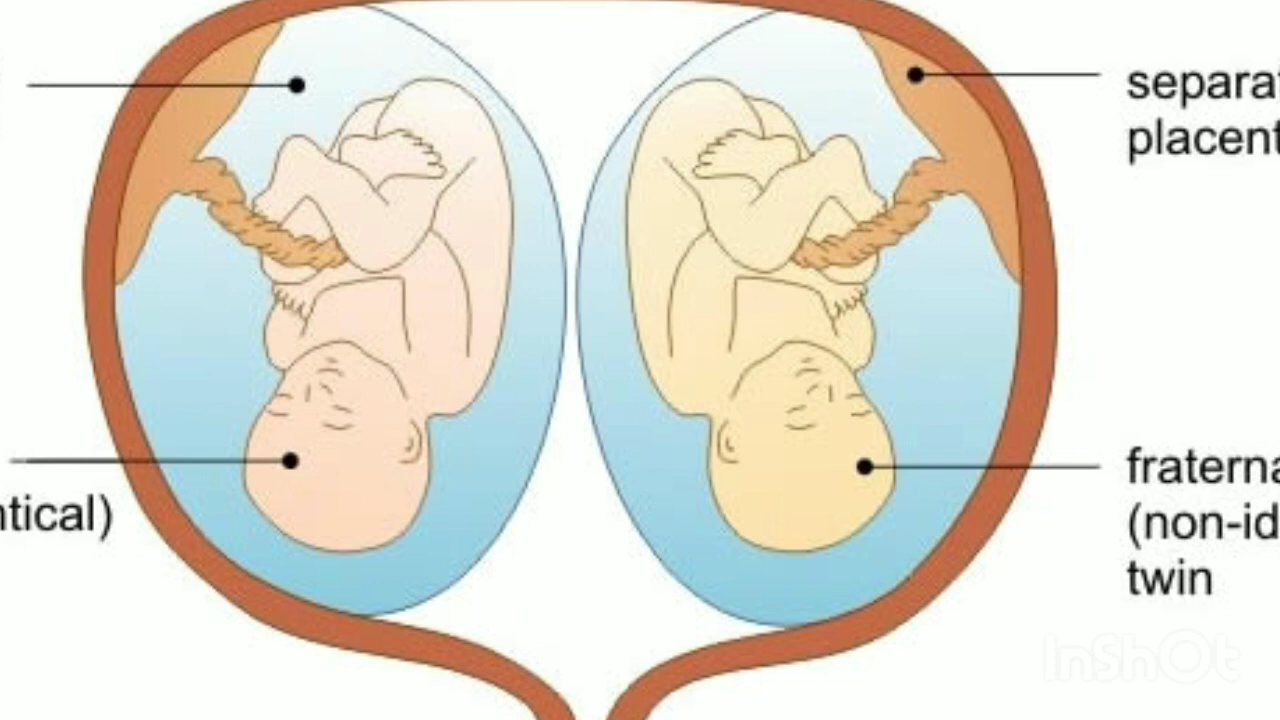 separat
placent
ntical)
fraterna
(non-id
twin
InShOt